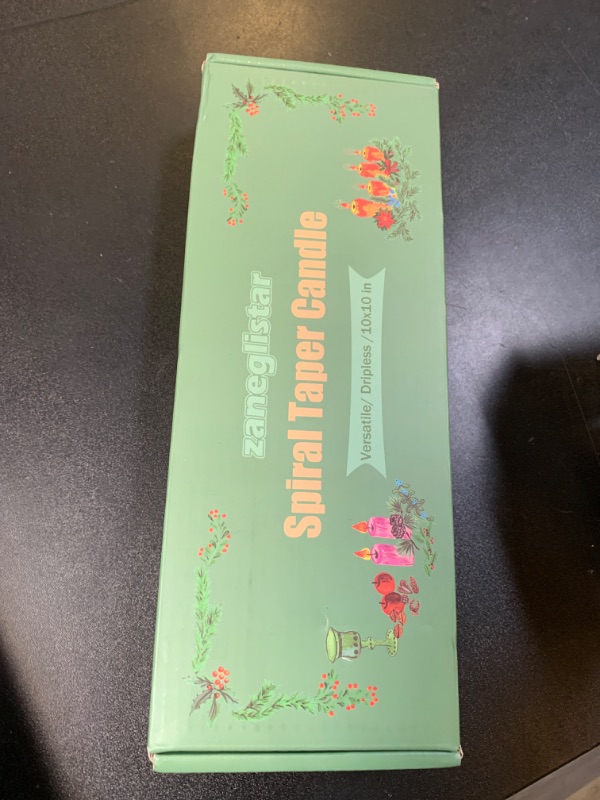 zaneglistar
Spiral Taper Candle
Versatile/ Dripless /10x10 in